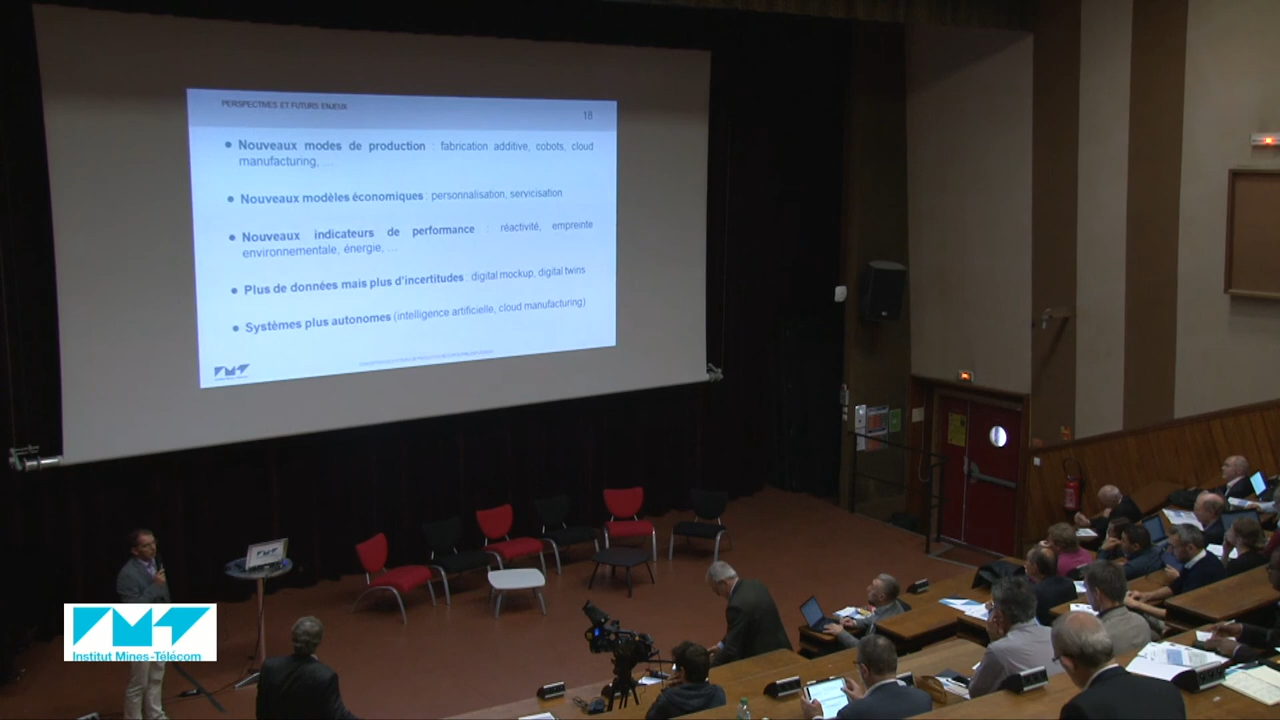 PERSPECTIVES ET FUTURS ENJEUX
18
● Nouveaux modes de production : fabrication additive, cobots, cloud
manufacturing, ...
● Nouveaux modèles économiques : personnalisation, servicisation
● Nouveaux indicateurs de performance : réactivité, empreinte
environnementale, énergie, ...
● Plus de données mais plus d'incertitudes : digital mockup, digital twins
● Systèmes plus autonomes (intelligence artificielle, cloud manufacturing)
Institut Mines-Télécom